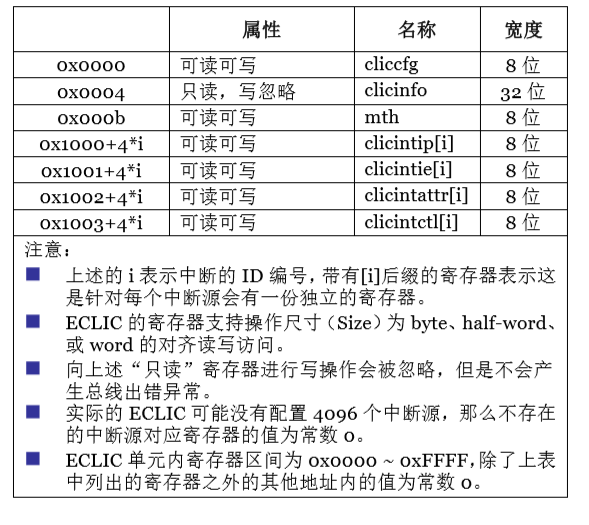 属性 名称 宽度
0x0000 可读可写 cliccfg 8 位
0x0004 只读，写忽略 clicinfo 32 位
0x000b 可读可写 mth 8 位
0x1000+4*i 可读可写 clicintip[i] 8 位
0x1001+4*i 可读可写 clicintie[i] 8 位
0x1002+4*i 可读可写 clicintattr[i] 8 位
0x1003+4*i 可读可写 clicintctl[i] 8 位
注意：
■ 上述的 i 表示中断的 ID 编号，带有[i]后缀的寄存器表示这
是针对每个中断源会有一份独立的寄存器。
■ ECLIC 的寄存器支持操作尺寸（Size）为 byte、half-word、
或 word 的对齐读写访问。
■ 向上述“只读”寄存器进行写操作会被忽略，但是不会产
生总线出错异常。
■ 实际的 ECLIC 可能没有配置 4096 个中断源，那么不存在
的中断源对应寄存器的值为常数 0。
■ ECLIC 单元内寄存器区间为 0x0000 ~ 0xFFFF，除了上表
中列出的寄存器之外的其他地址内的值为常数 0。